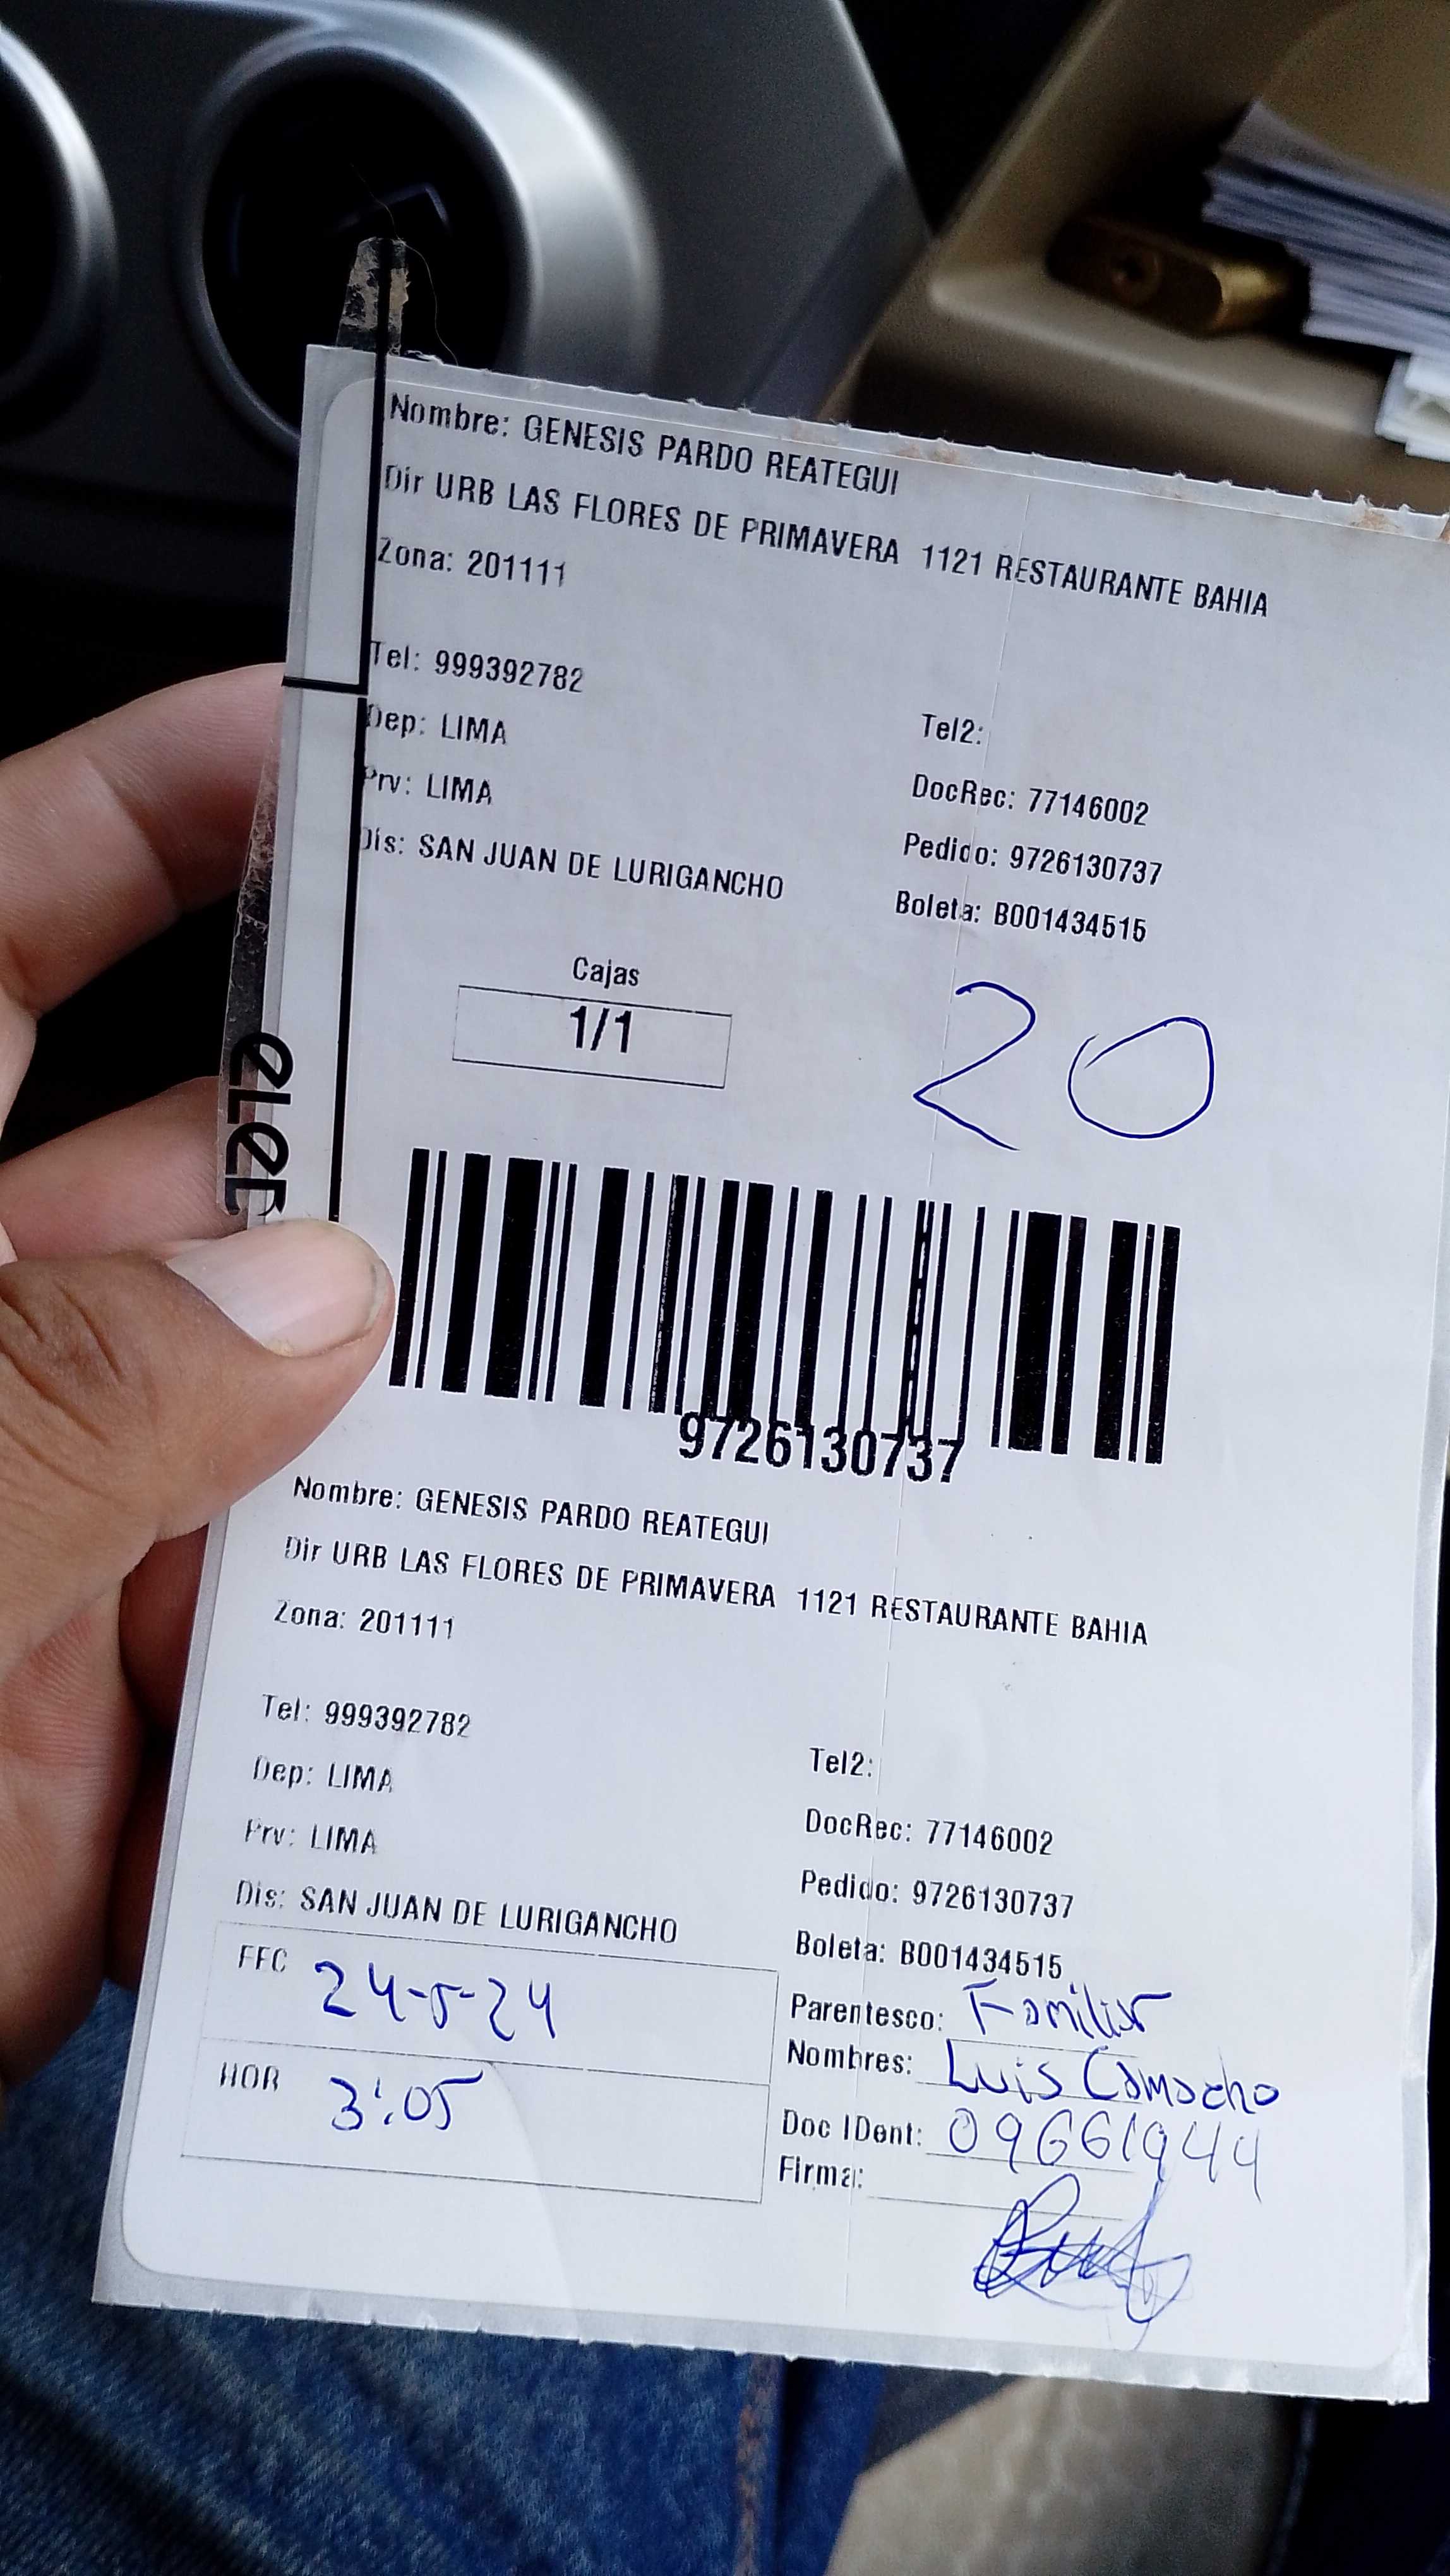 Nombre: GENESIS PARDO REATEGUI
Dir URB LAS FLORES DE PRIMAVERA 1121 RESTAURANTE BAHIA
Zona: 201111
Tel: 999392782
Tel2:
Dep: LIMA
DocRec: 77146002
Prv: LIMA
Pedido: 9726130737
Dis: SAN JUAN DE LURIGANCHO
Boleta: B001434515
Cajas
1/1
20
9726130737
Nombre: GENESIS PARDO REATEGUI
Dir URB LAS FLORES DE PRIMAVERA 1121 RESTAURANTE BAHIA
Zona: 201111
Tel: 999392782
Tel2:
Dep: LIMA
DocRec: 77146002
Prv: LIMA
Pedido: 9726130737
Dis: SAN JUAN DE LURIGANCHO
Boleta: B001434515
FFC 24-5-24
Parentesco: Familiar
Nombres: Luis Camacho
HOR 3:05
Doc IDent: 09661944
Firma: